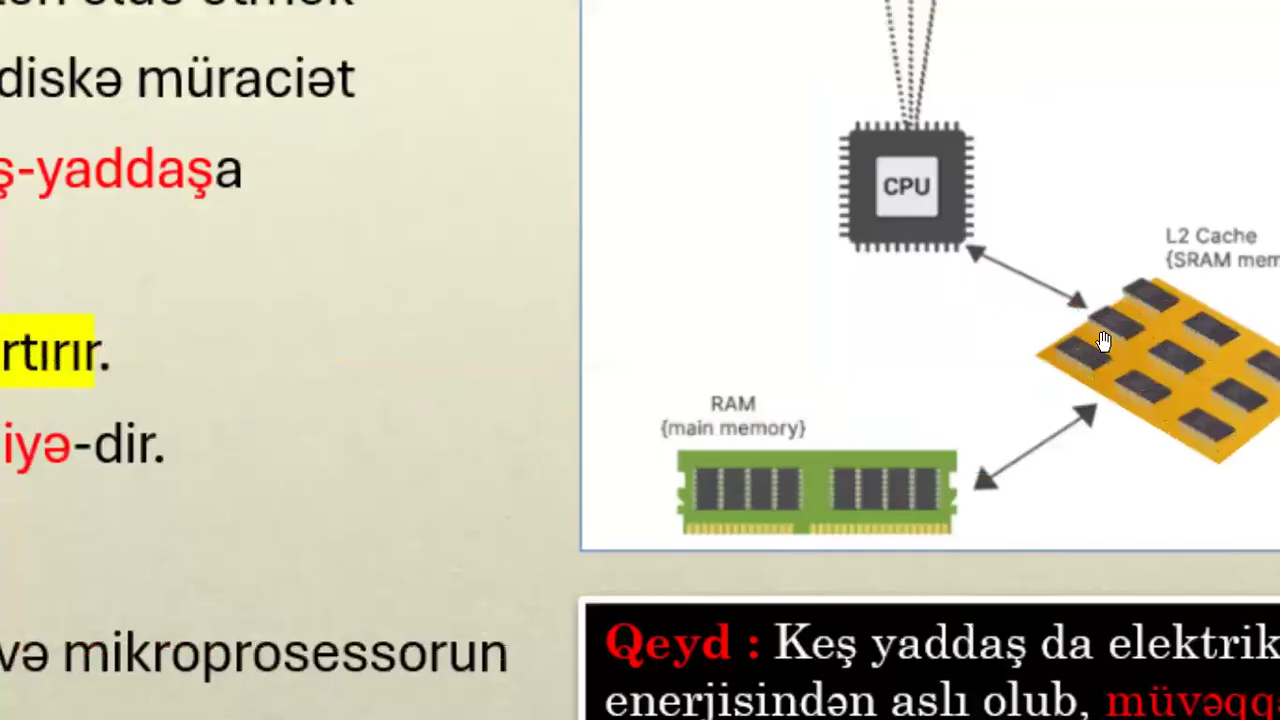 diskə müraciət
ş-yaddaşa
rtırır.
iyə-dir.
və mikroprosessorun
CPU
L2 Cache
{SRAM mem
RAM
{main memory}
Qeyd : Keş yaddaş da elektrik
enerjisindən aslı olub,